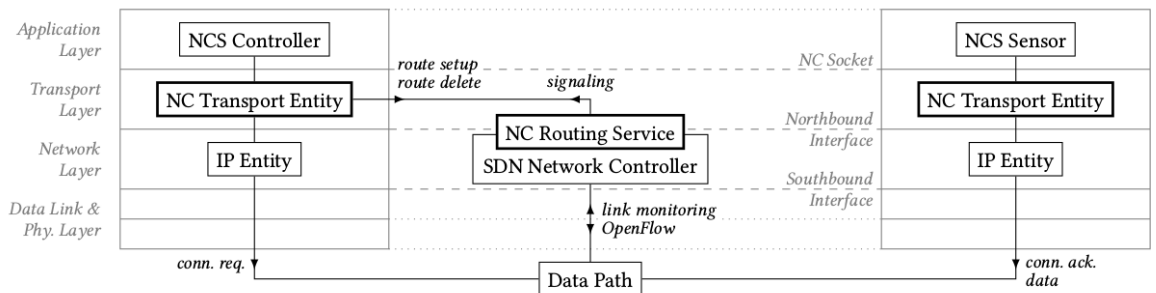 Application
Layer
NCS Controller
NCS Sensor
route setup
NC Socket
Transport
Layer
NC Transport Entity
route delete
signaling
NC Transport Entity
NC Routing Service
Northbound
Interface
Network
Layer
IP Entity
SDN Network Controller
IP Entity
Southbound
Interface
Data Link &
Phy. Layer
link monitoring
OpenFlow
conn. req.
Data Path
conn. ack.
data